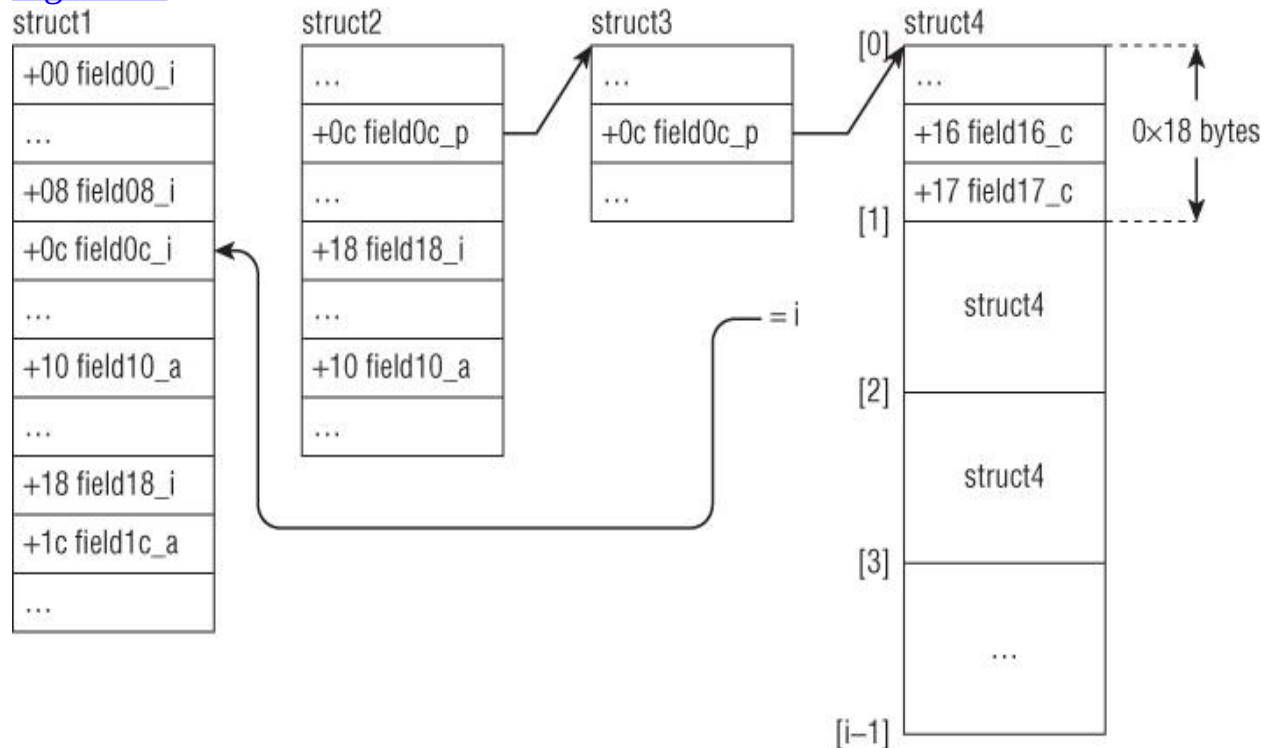 struct1
+00 field00_i
...
+08 field08_i
+0c field0c_i
...
+10 field10_a
...
+18 field18_i
+1c field1c_a
...
struct2
...
+0c field0c_p
...
+18 field18_i
...
+10 field10_a
...
struct3
...
+0c field0c_p
...
= i
struct4
[0]
...
+16 field16_c
+17 field17_c
0×18 bytes
[1]
struct4
[2]
struct4
[3]
...
[i–1]